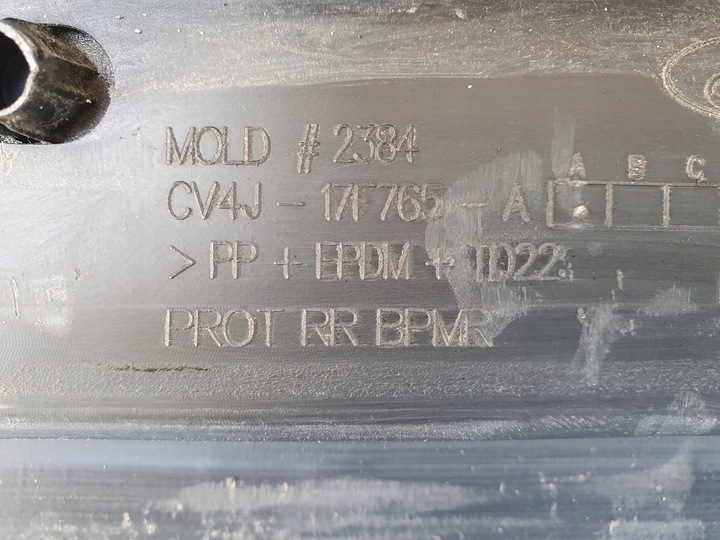 MOLD # 2384
CV4J - 17F765 - A
A B C
>PP + EPDM + TD22
PROT RR BPMR